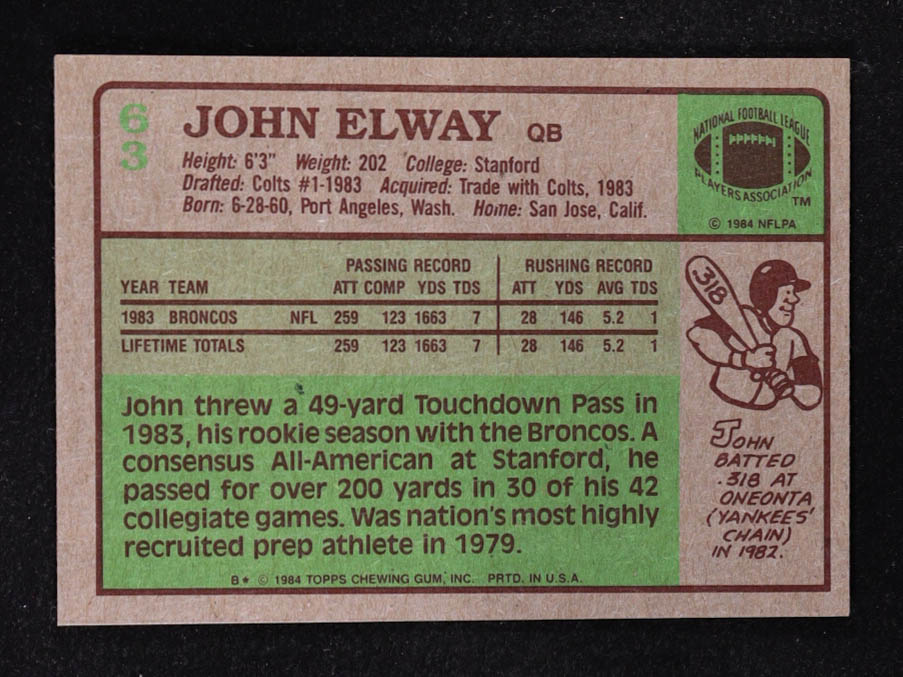 63
JOHN ELWAY QB
Height: 6'3" Weight: 202 College: Stanford
Drafted: Colts #1-1983 Acquired: Trade with Colts, 1983
Born: 6-28-60, Port Angeles, Wash. Home: San Jose, Calif.
NATIONAL FOOTBALL LEAGUE
PLAYERS ASSOCIATION
TM
© 1984 NFLPA
PASSING RECORD RUSHING RECORD
YEAR TEAM ATT COMP YDS TDS ATT YDS AVG TDS
1983 BRONCOS NFL 259 123 1663 7 28 146 5.2 1
LIFETIME TOTALS 259 123 1663 7 28 146 5.2 1
John threw a 49-yard Touchdown Pass in
1983, his rookie season with the Broncos. A
consensus All-American at Stanford, he
passed for over 200 yards in 30 of his 42
collegiate games. Was nation's most highly
recruited prep athlete in 1979.
.318
JOHN
BATTED
.318 AT
ONEONTA
(YANKEES'
CHAIN)
IN 1982.
B* © 1984 TOPPS CHEWING GUM, INC. PRTD. IN U.S.A.